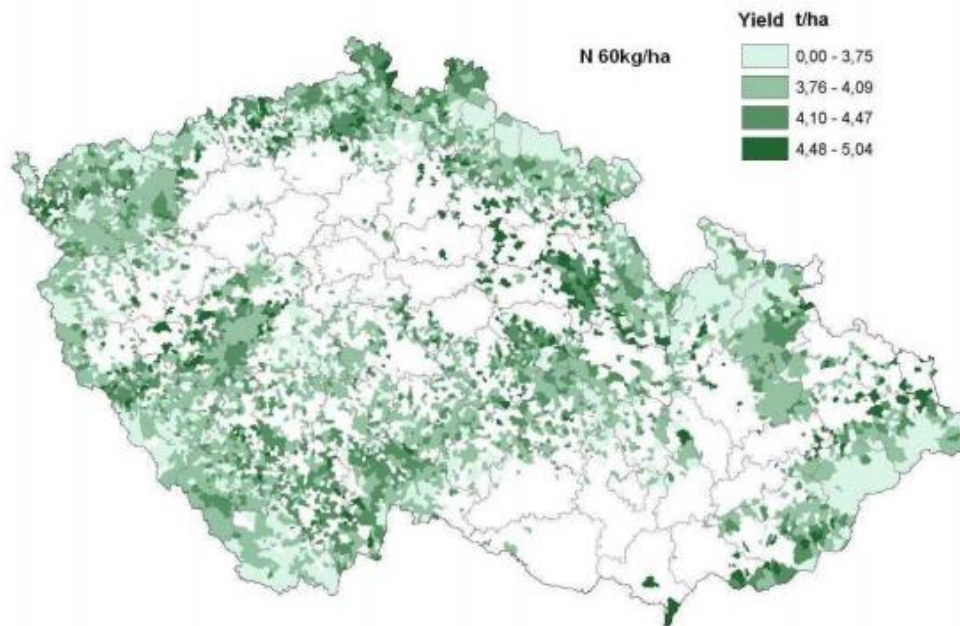 Yield t/ha
N 60kg/ha
0,00 - 3,75
3,76 - 4,09
4,10 - 4,47
4,48 - 5,04